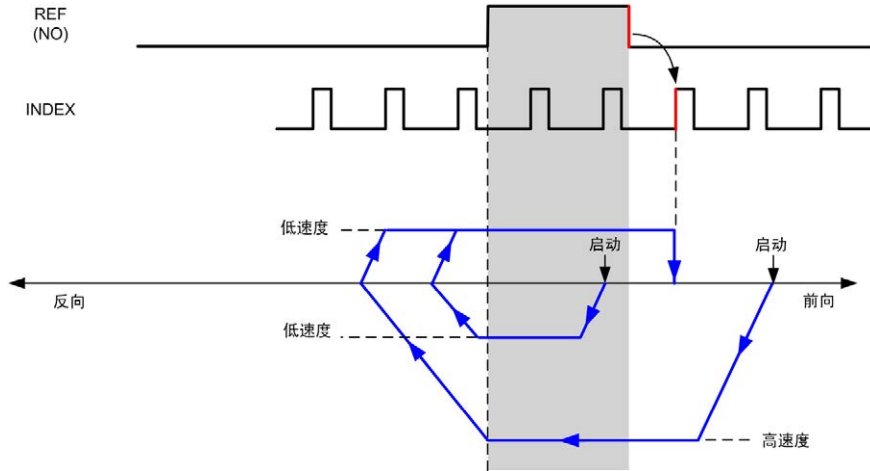 REF
(NO)
INDEX
低速度
启动
启动
反向
前向
低速度
高速度